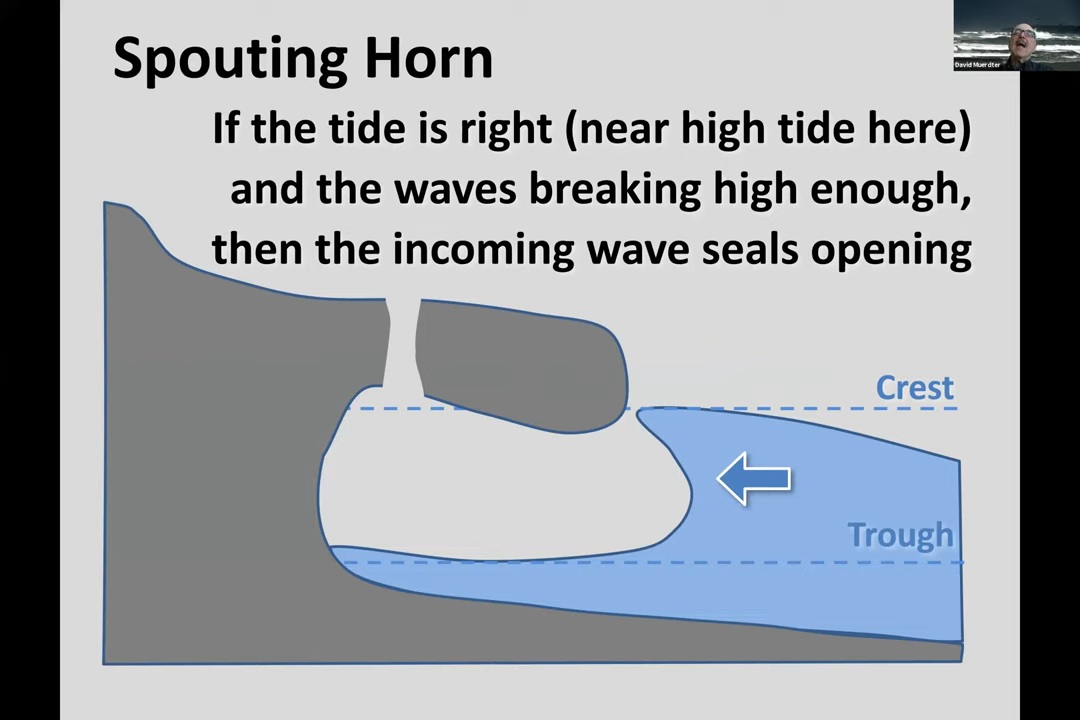 Spouting Horn
David Muerdter
If the tide is right (near high tide here)
and the waves breaking high enough,
then the incoming wave seals opening
Crest
Trough